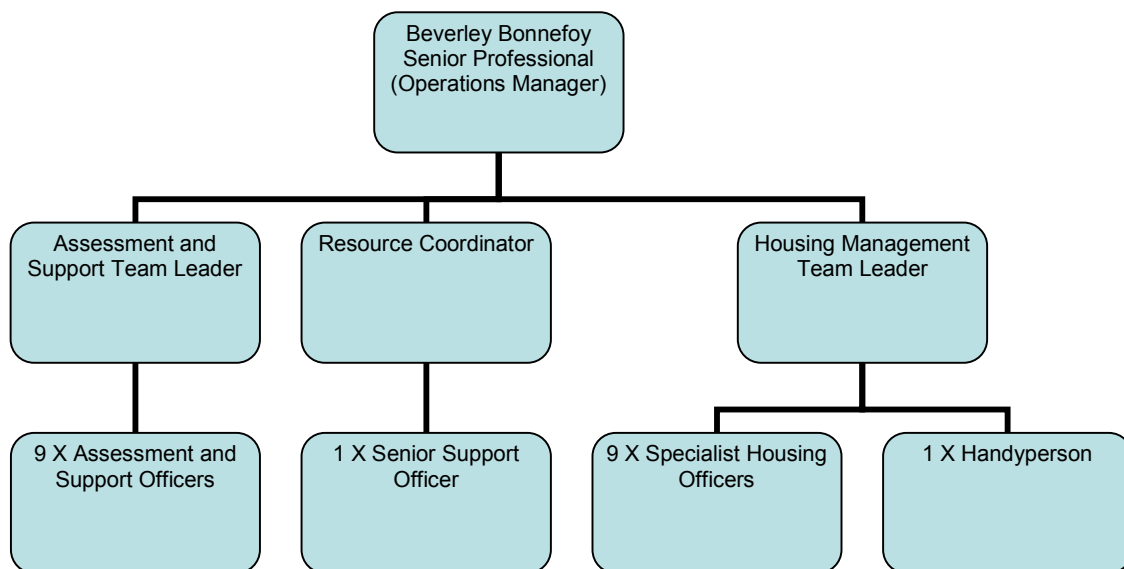 Beverley Bonnefoy
Senior Professional
(Operations Manager)
Assessment and
Support Team Leader
Resource Coordinator
Housing Management
Team Leader
9 X Assessment and
Support Officers
1 X Senior Support
Officer
9 X Specialist Housing
Officers
1 X Handyperson